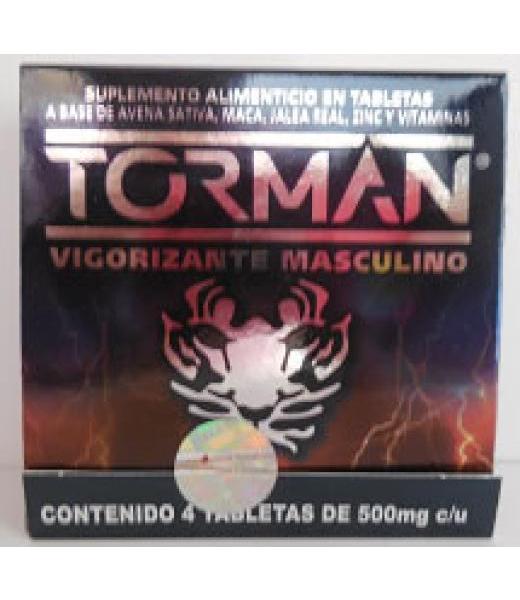 SUPLEMENTO ALIMENTICIO EN TABLETAS
A BASE DE AVENA SATIVA, MACA, JALEA REAL, ZINC Y VITAMINAS
TORMAN®
VIGORIZANTE MASCULINO
CONTENIDO 4 TABLETAS DE 500mg c/u